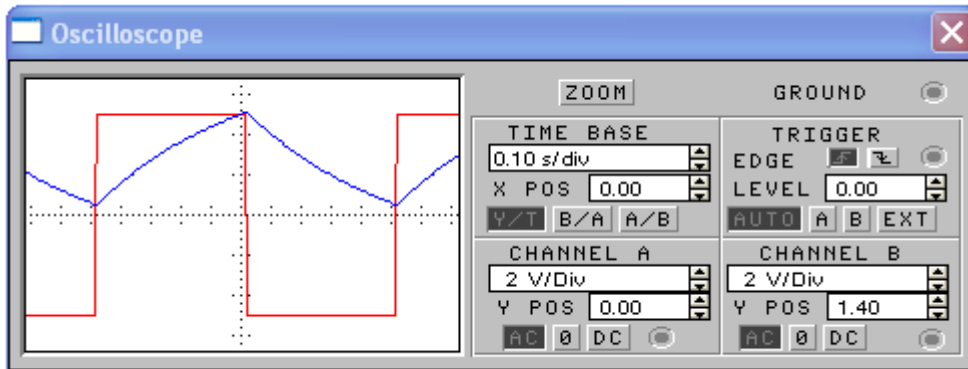 Oscilloscope
ZOOM GROUND
TIME BASE
0.10 s/div
X POS 0.00
Y/T B/A A/B
TRIGGER
EDGE
LEVEL 0.00
AUTO A B EXT
CHANNEL A
2 V/Div
Y POS 0.00
AC 0 DC
CHANNEL B
2 V/Div
Y POS 1.40
AC 0 DC